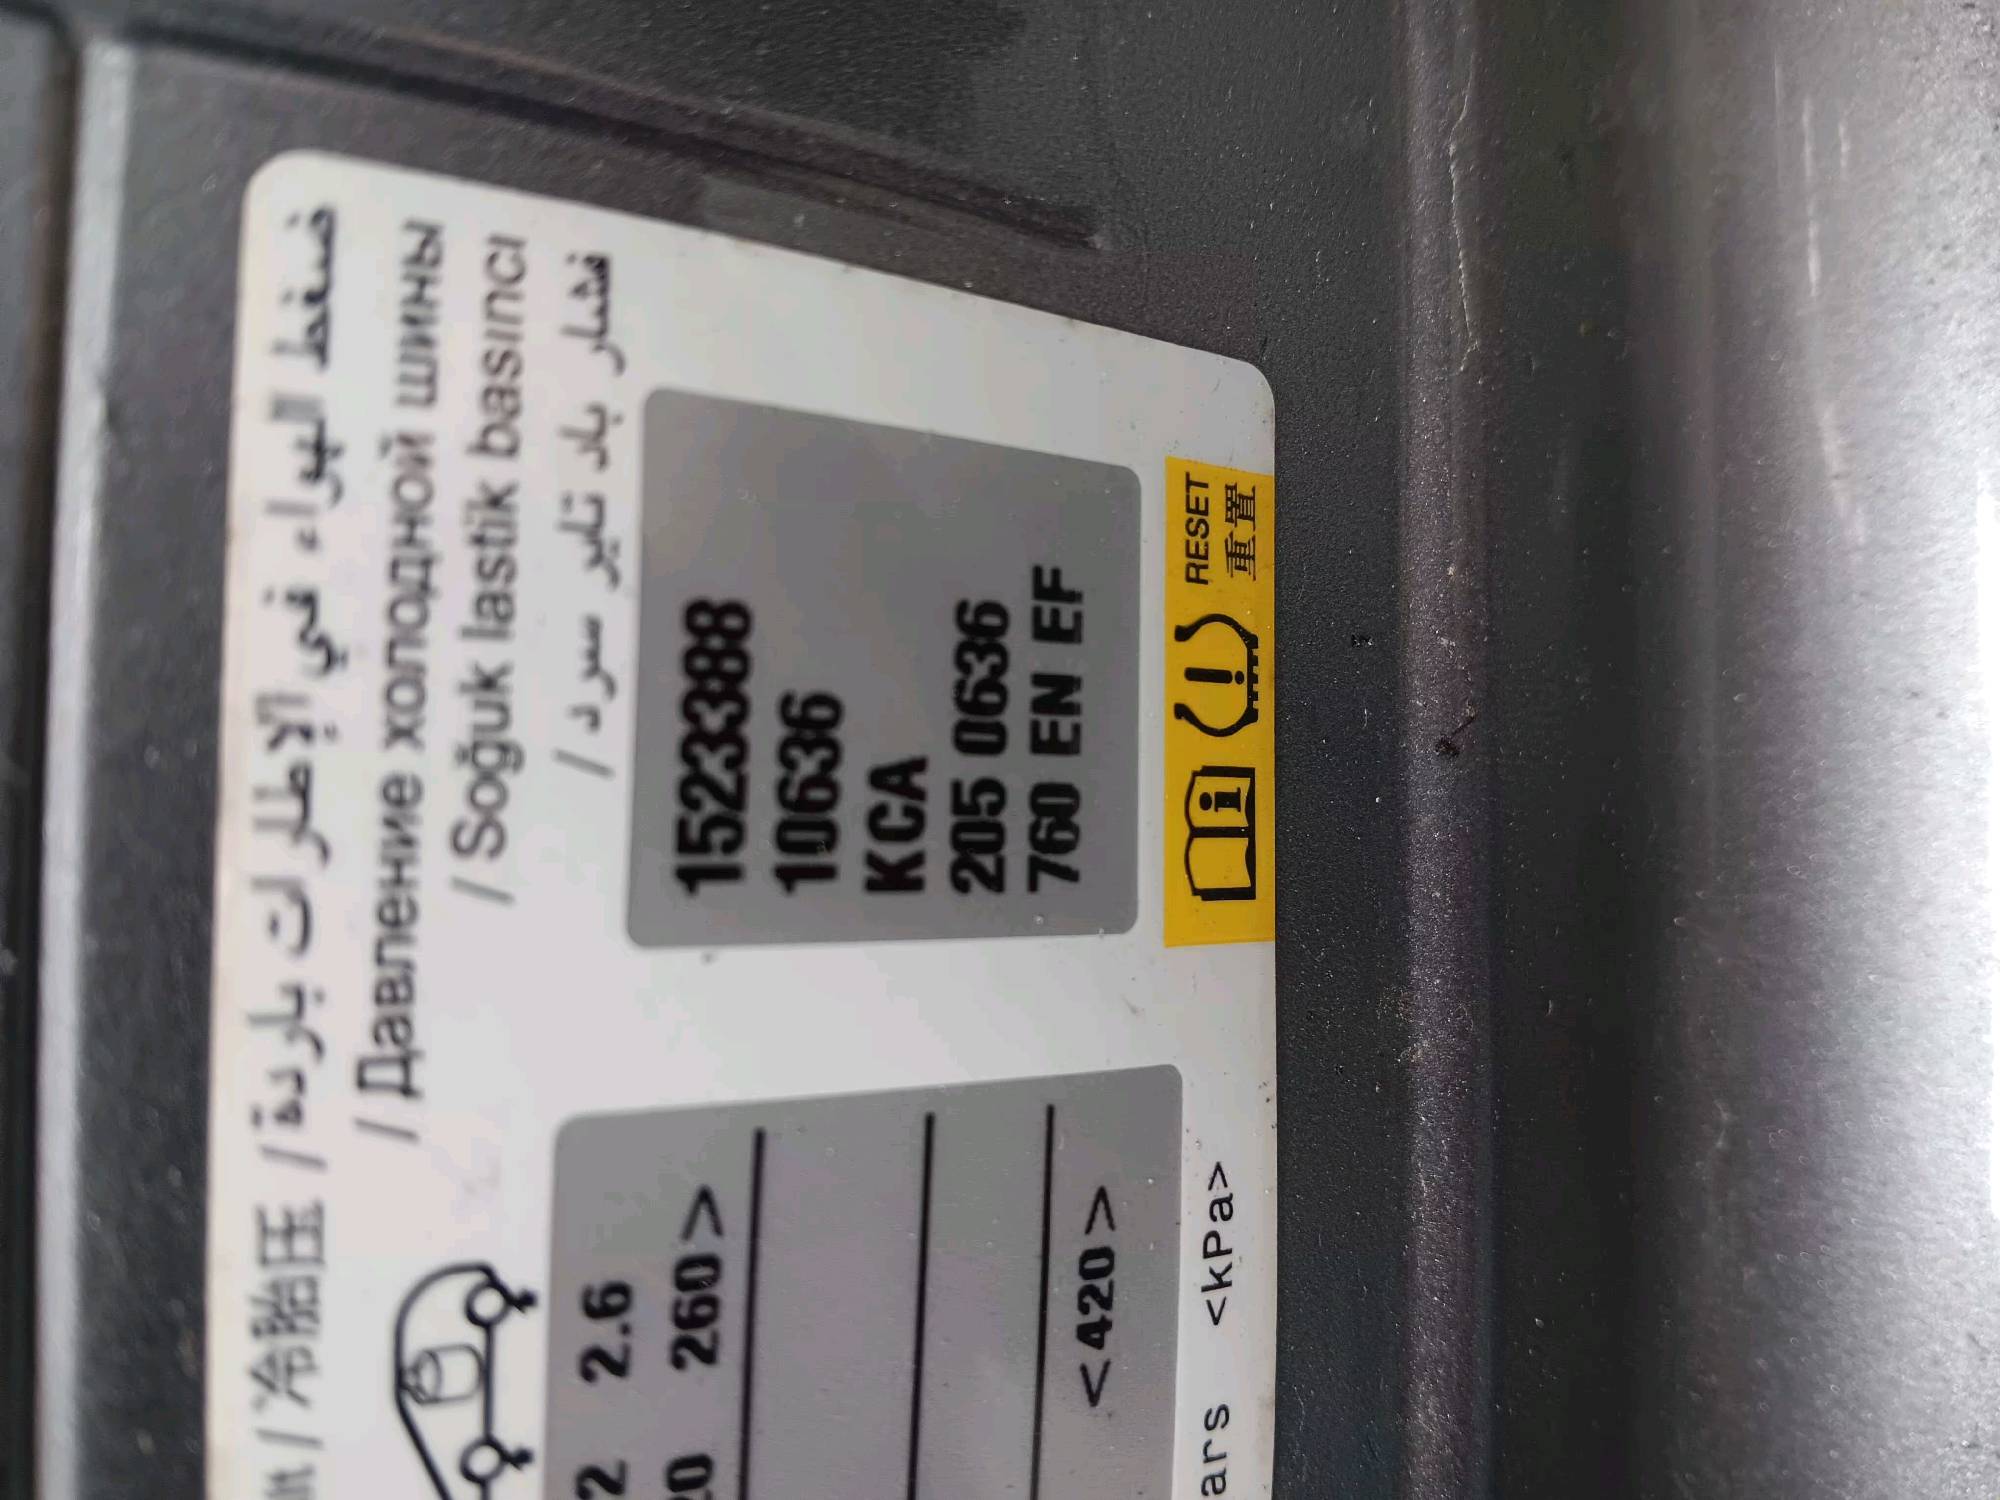 / 冷胎压 / ضغط الهواء في الإطارات باردة
/ Давление холодной шины
/ Soğuk lastik basıncı
/ فشار باد تایر سرد
2.6
260>
<420>
<kPa>
1523388
10636
KCA
205 0636
760 EN EF
RESET
重置